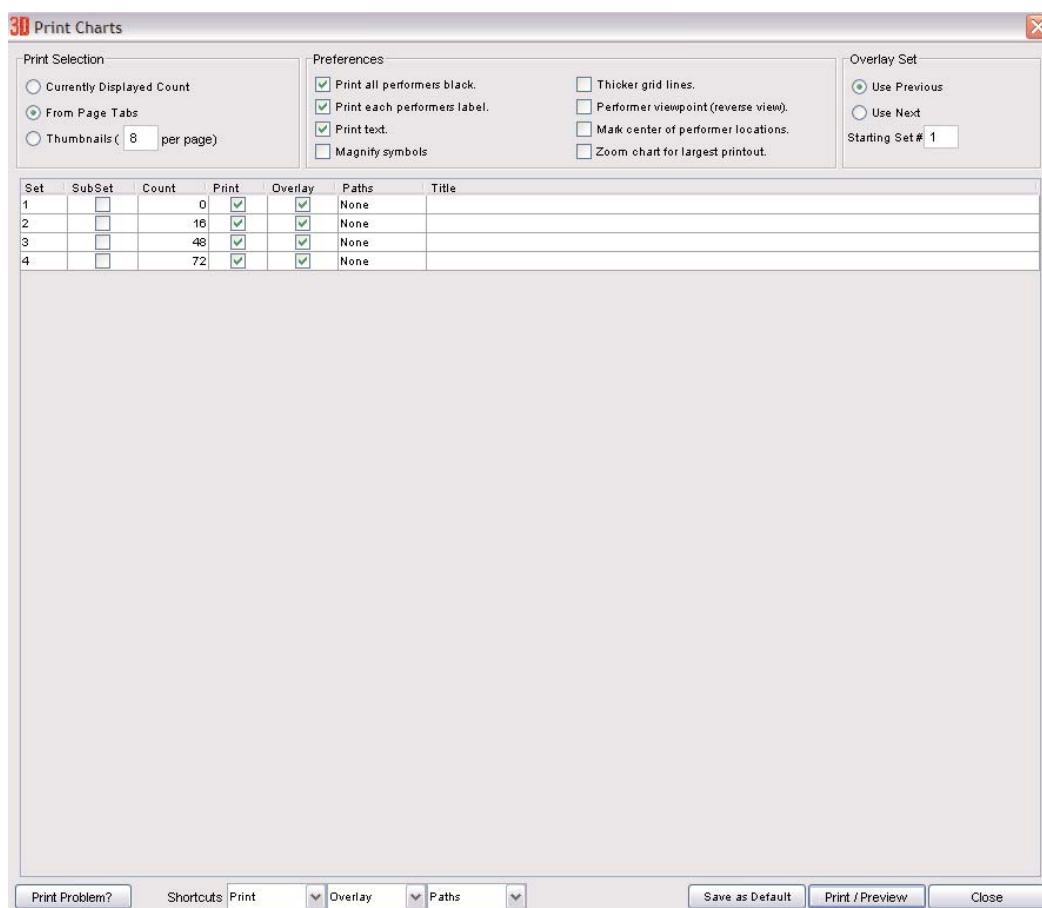 3D Print Charts
Print Selection
Currently Displayed Count
From Page Tabs
Thumbnails ( 8 per page)
Preferences
Print all performers black.
Print each performers label.
Print text.
Magnify symbols
Thicker grid lines.
Performer viewpoint (reverse view).
Mark center of performer locations.
Zoom chart for largest printout.
Overlay Set
Use Previous
Use Next
Starting Set # 1
Set SubSet Count Print Overlay Paths Title
1 0 None
2 16 None
3 48 None
4 72 None
Print Problem? Shortcuts Print Overlay Paths Save as Default Print / Preview Close